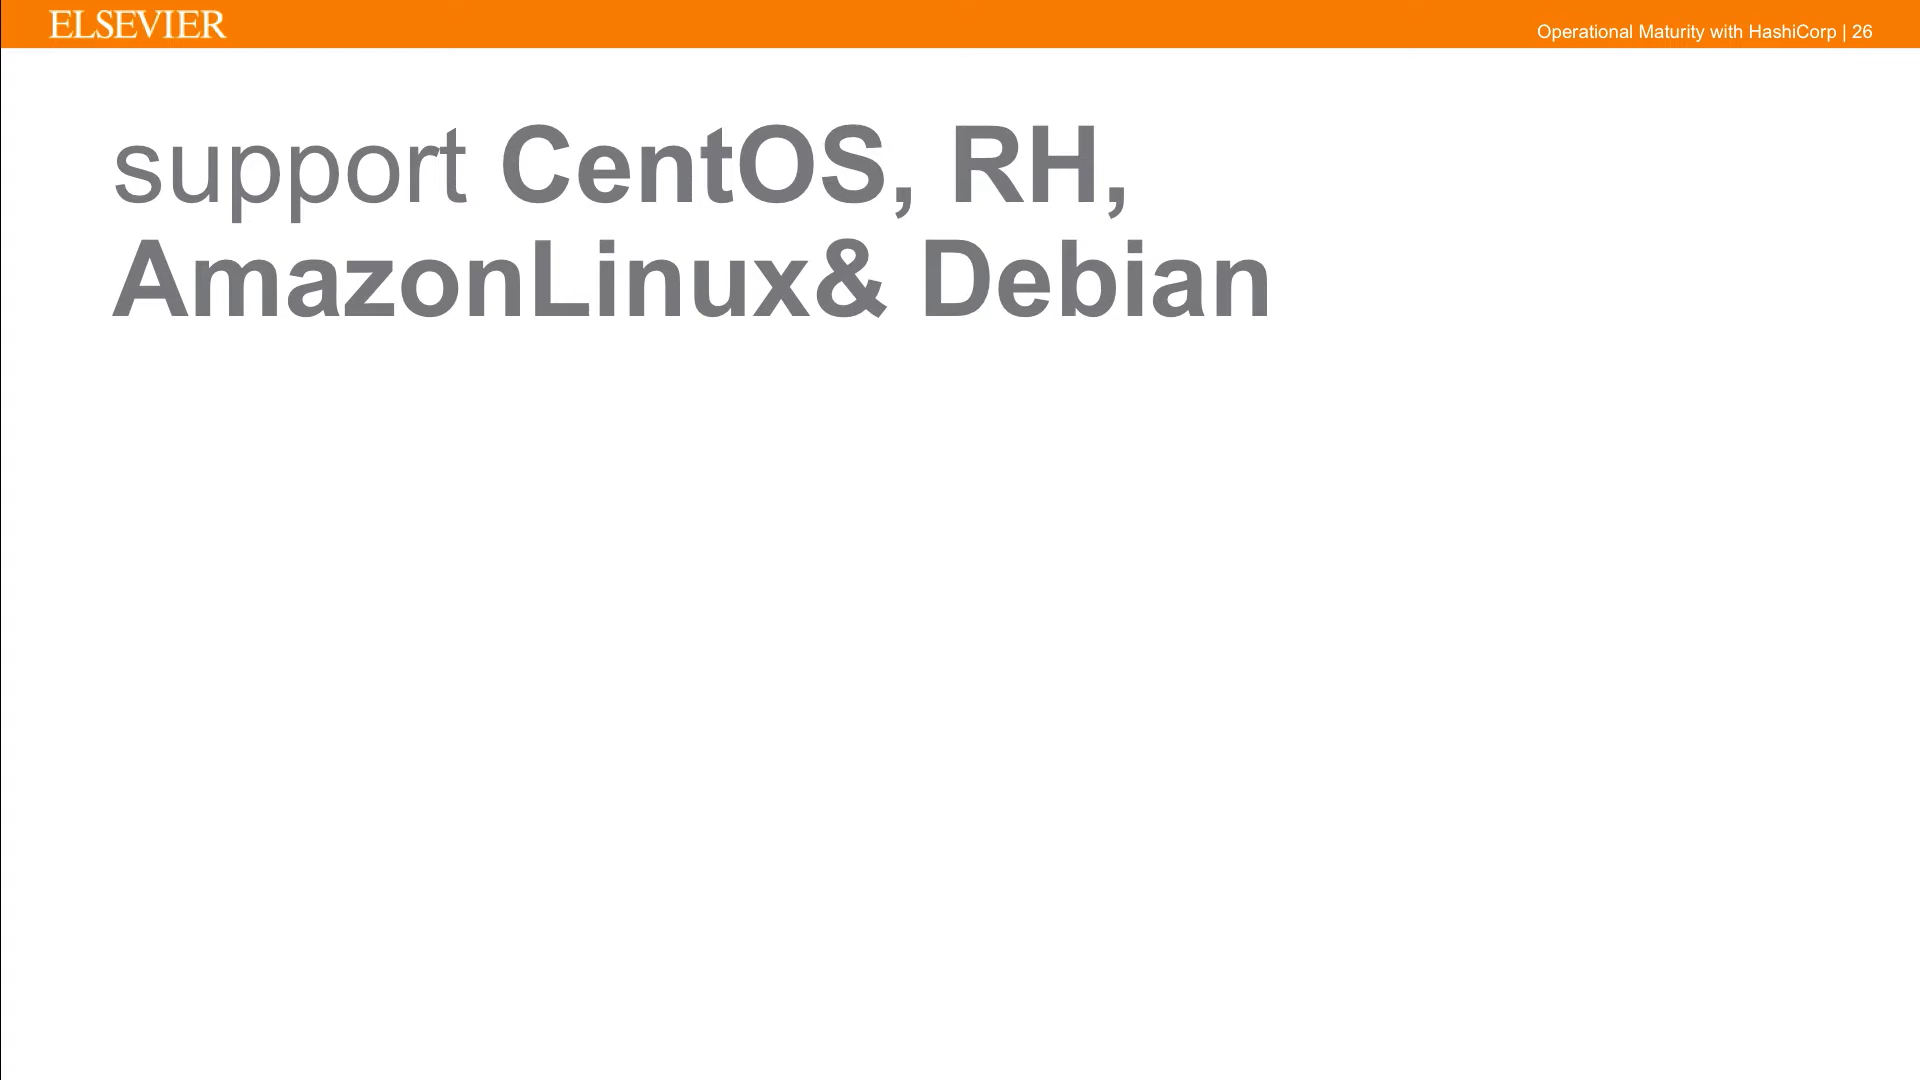 ELSEVIER
Operational Maturity with HashiCorp | 26
support CentOS, RH,
AmazonLinux& Debian